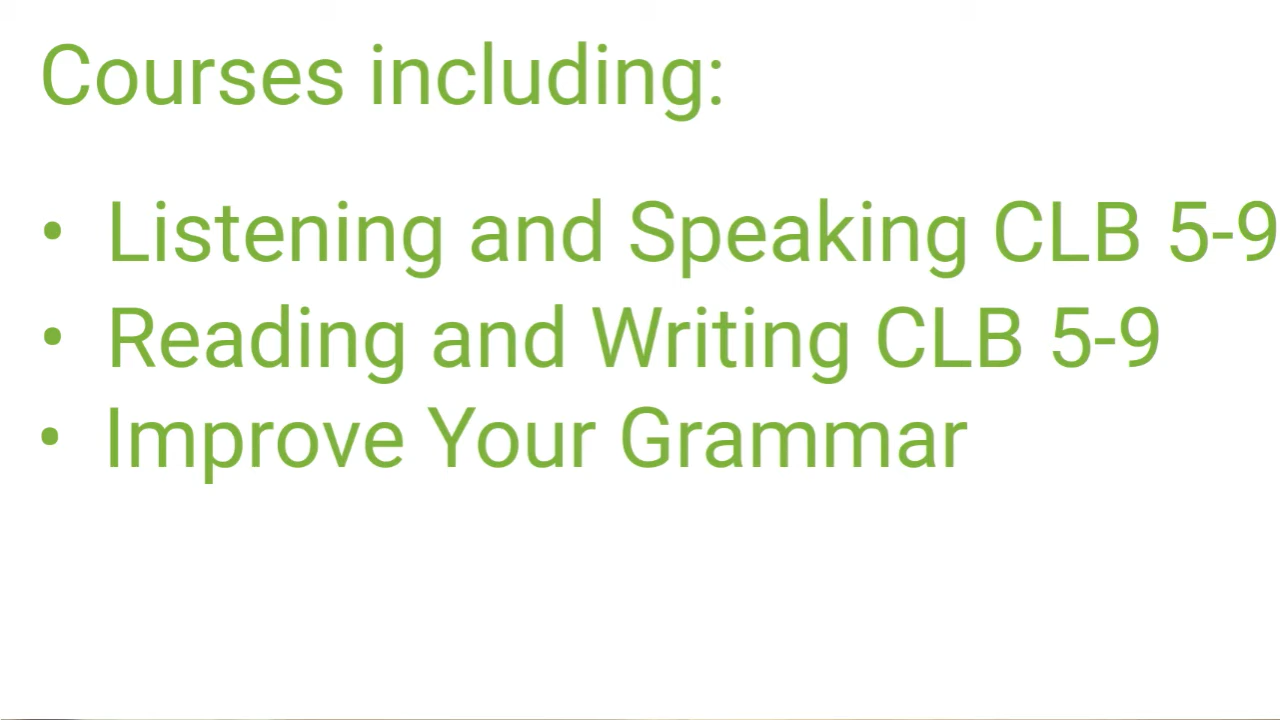 Courses including:
• Listening and Speaking CLB 5-9
• Reading and Writing CLB 5-9
• Improve Your Grammar